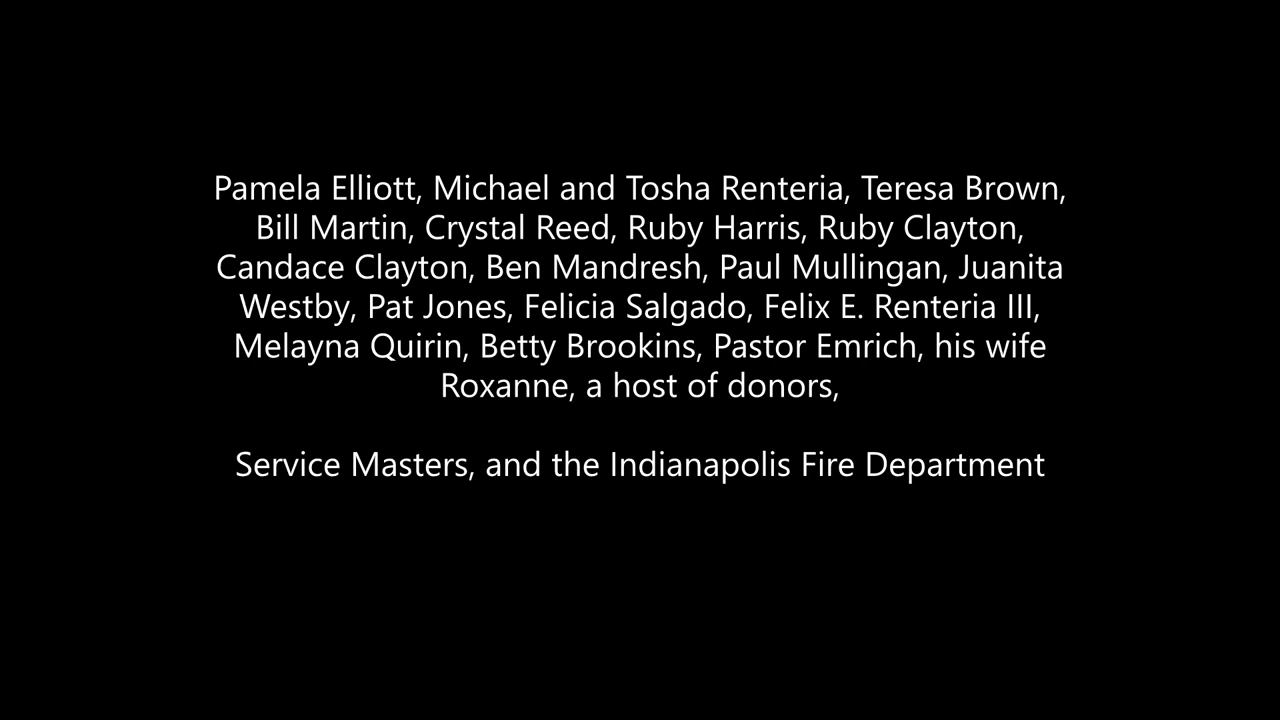 Pamela Elliott, Michael and Tosha Renteria, Teresa Brown,
Bill Martin, Crystal Reed, Ruby Harris, Ruby Clayton,
Candace Clayton, Ben Mandresh, Paul Mullingan, Juanita
Westby, Pat Jones, Felicia Salgado, Felix E. Renteria III,
Melayna Quirin, Betty Brookins, Pastor Emrich, his wife
Roxanne, a host of donors,
Service Masters, and the Indianapolis Fire Department